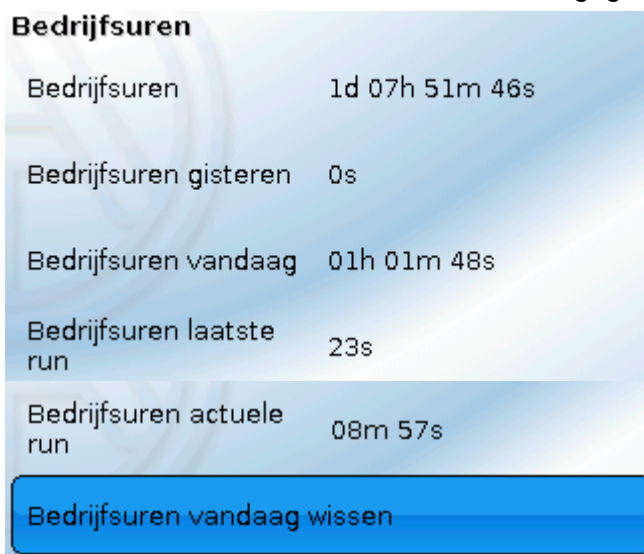 Bedrijfsuren
Bedrijfsuren 1d 07h 51m 46s
Bedrijfsuren gisteren 0s
Bedrijfsuren vandaag 01h 01m 48s
Bedrijfsuren laatste
run 23s
Bedrijfsuren actuele
run 08m 57s
Bedrijfsuren vandaag wissen